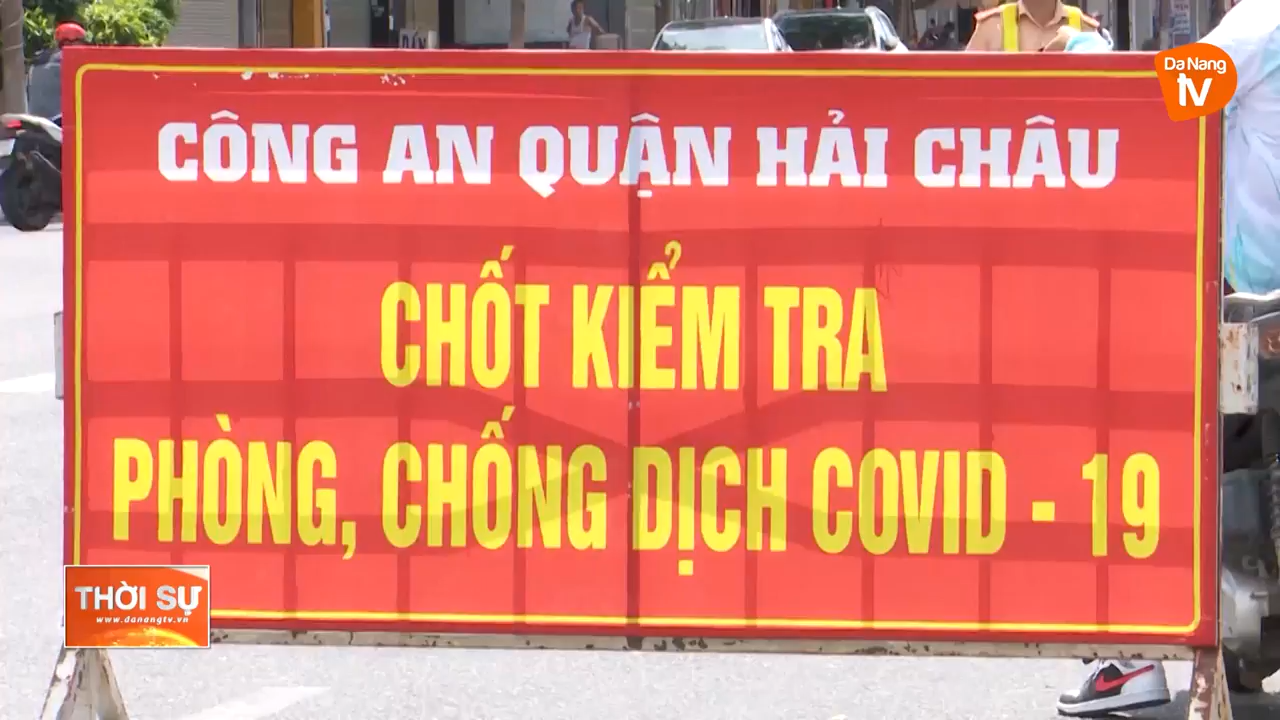 Da Nang
tv
CÔNG AN QUẬN HẢI CHÂU
CHỐT KIỂM TRA
PHÒNG, CHỐNG DỊCH COVID - 19
THỜI SỰ
www.danangtv.vn